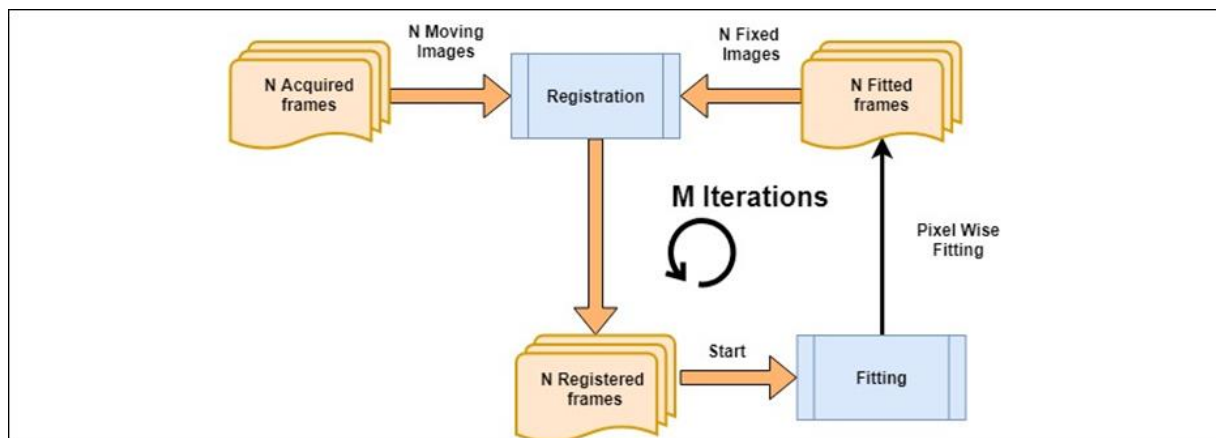 N Moving
Images
N Fixed
Images
N Acquired
frames
Registration
N Fitted
frames
M Iterations
Pixel Wise
Fitting
Start
N Registered
frames
Fitting